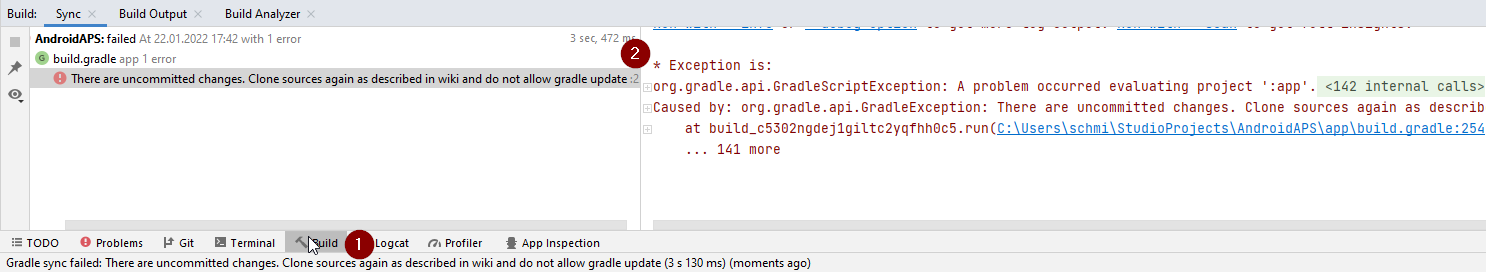 Build: Sync Build Output Build Analyzer
AndroidAPS: failed At 22.01.2022 17:42 with 1 error 3 sec, 472 ms
build.gradle app 1 error
There are uncommitted changes. Clone sources again as described in wiki and do not allow gradle update :2
2
* Exception is:
org.gradle.api.GradleScriptException: A problem occurred evaluating project ':app'. <142 internal calls>
Caused by: org.gradle.api.GradleException: There are uncommitted changes. Clone sources again as describ
at build_c5302ngdej1giltc2yqfhh0c5.run(C:\Users\schmi\StudioProjects\AndroidAPS\app\build.gradle:254
... 141 more
TODO Problems Git Terminal Build 1 Logcat Profiler App Inspection
Gradle sync failed: There are uncommitted changes. Clone sources again as described in wiki and do not allow gradle update (3 s 130 ms) (moments ago)